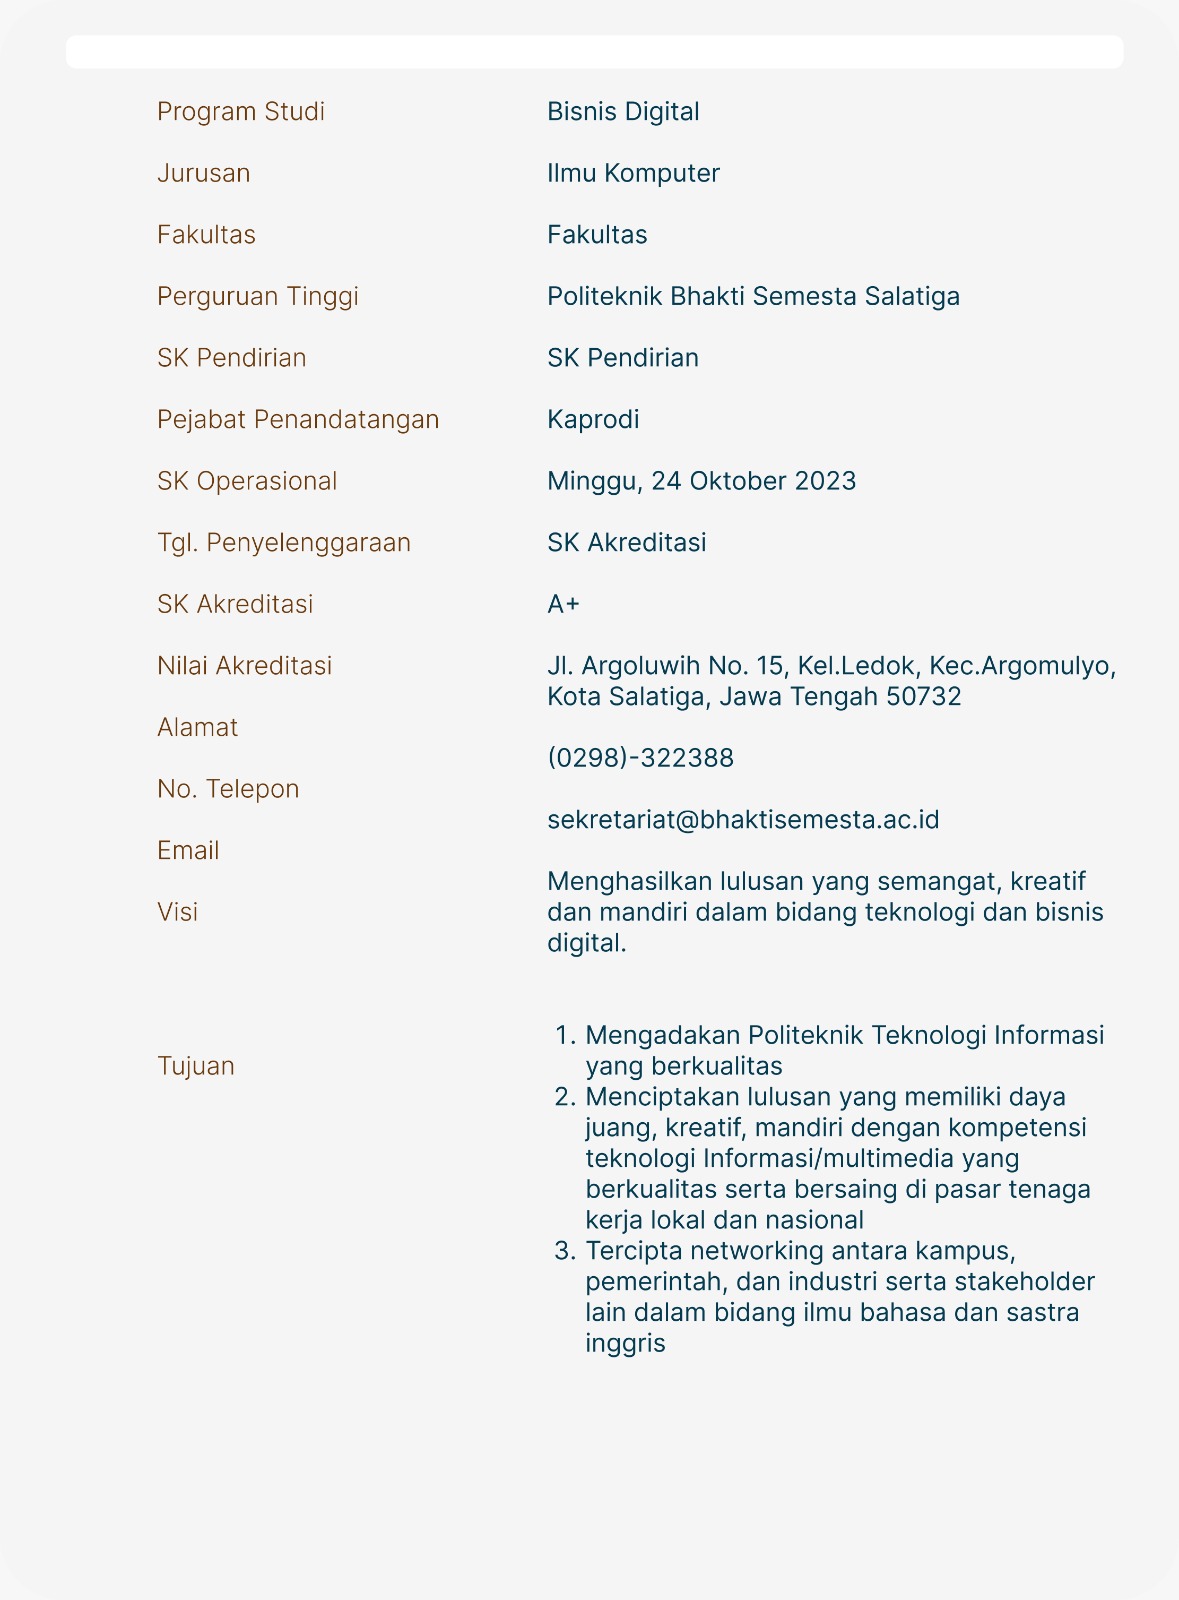 Program Studi Bisnis Digital
Jurusan Ilmu Komputer
Fakultas Fakultas
Perguruan Tinggi Politeknik Bhakti Semesta Salatiga
SK Pendirian SK Pendirian
Pejabat Penandatangan Kaprodi
SK Operasional Minggu, 24 Oktober 2023
Tgl. Penyelenggaraan SK Akreditasi
SK Akreditasi A+
Nilai Akreditasi Jl. Argoluwih No. 15, Kel.Ledok, Kec.Argomulyo,
Kota Salatiga, Jawa Tengah 50732
Alamat
(0298)-322388
No. Telepon
sekretariat@bhaktisemesta.ac.id
Email
Menghasilkan lulusan yang semangat, kreatif
Visi dan mandiri dalam bidang teknologi dan bisnis
digital.
1. Mengadakan Politeknik Teknologi Informasi
Tujuan yang berkualitas
2. Menciptakan lulusan yang memiliki daya
juang, kreatif, mandiri dengan kompetensi
teknologi Informasi/multimedia yang
berkualitas serta bersaing di pasar tenaga
kerja lokal dan nasional
3. Tercipta networking antara kampus,
pemerintah, dan industri serta stakeholder
lain dalam bidang ilmu bahasa dan sastra
inggris